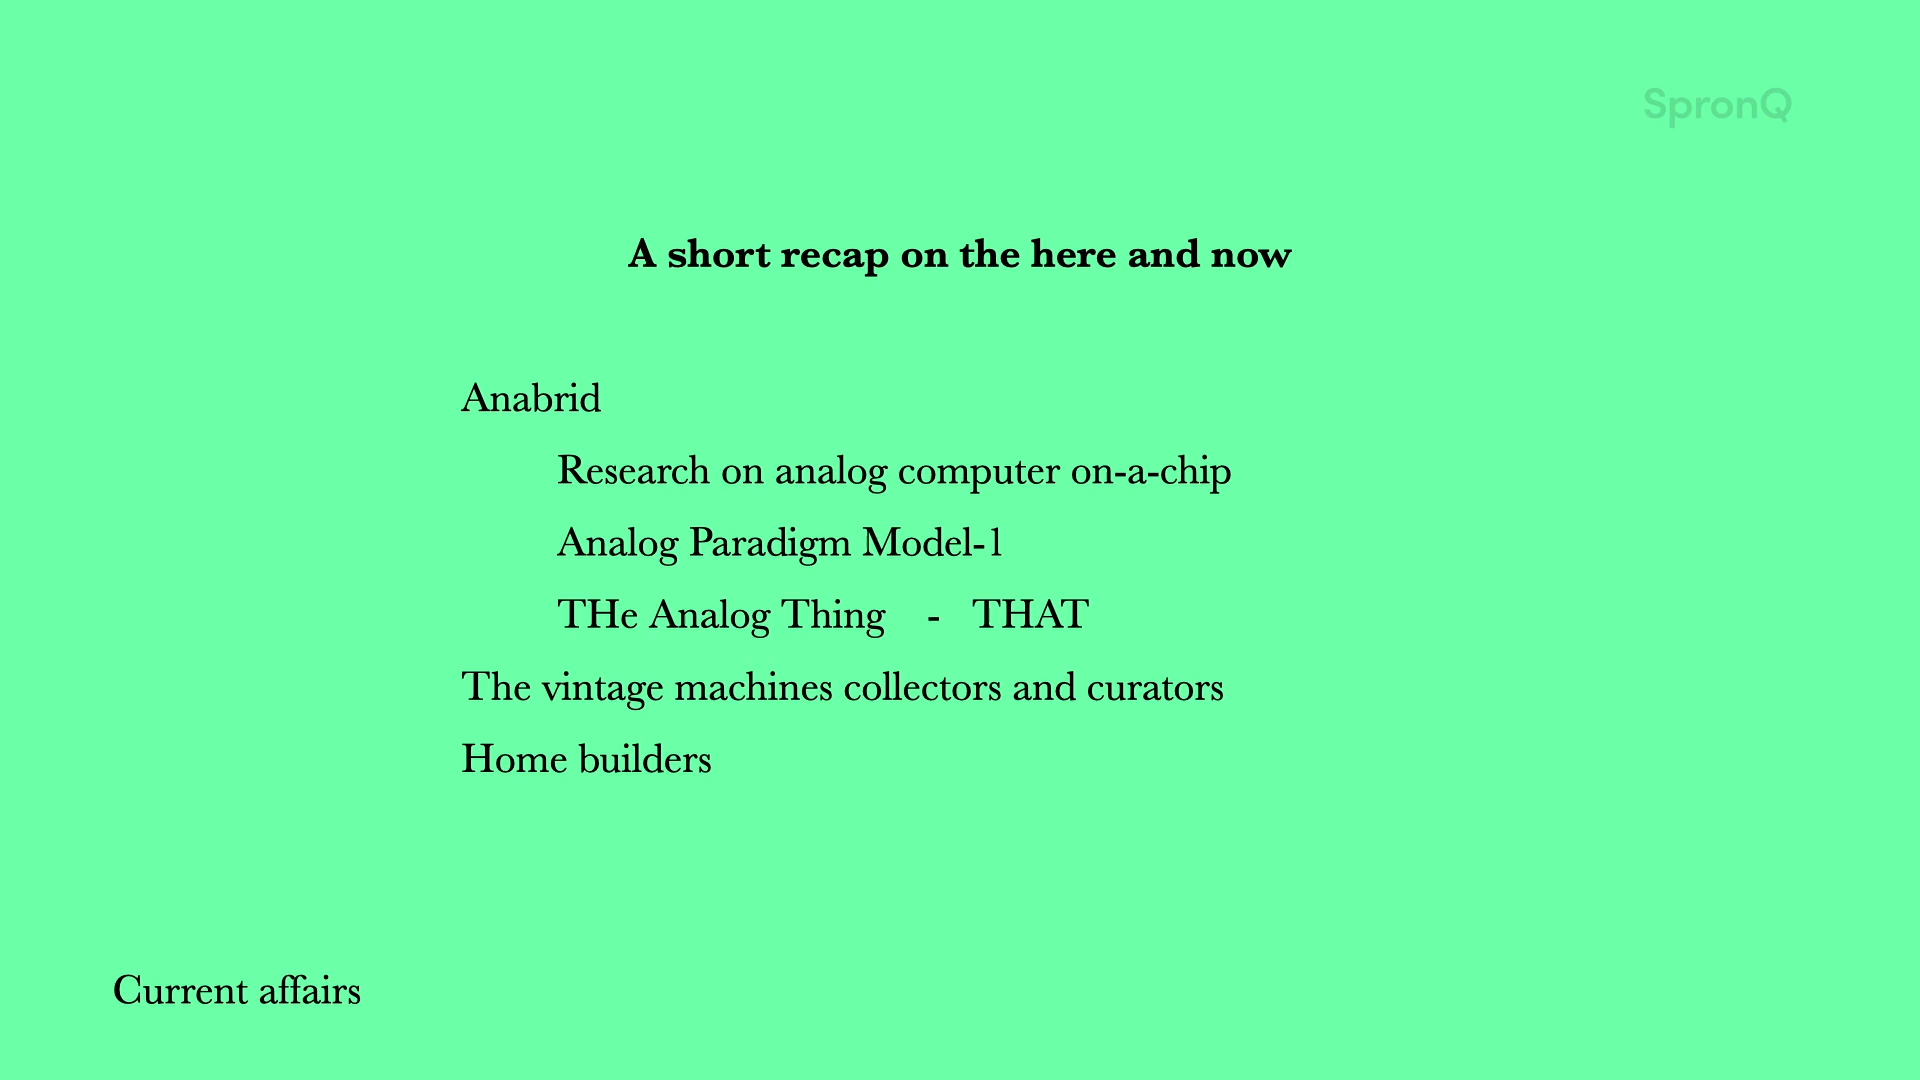 SpronQ
A short recap on the here and now
Anabrid
Research on analog computer on-a-chip
Analog Paradigm Model-1
THe Analog Thing - THAT
The vintage machines collectors and curators
Home builders
Current affairs